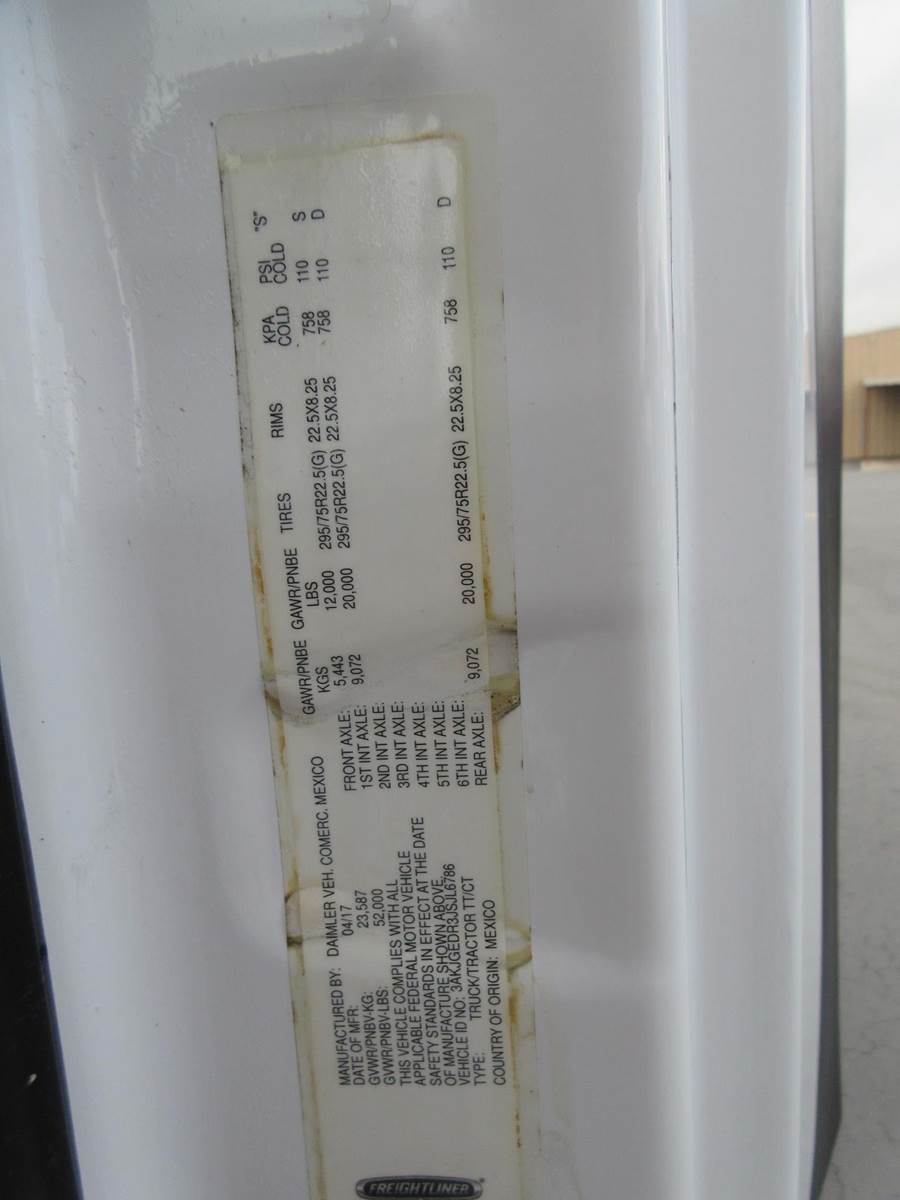 FREIGHTLINER
MANUFACTURED BY: DAIMLER VEH. COMERC. MEXICO
DATE OF MFR: 04/17
GVWR/PNBV-KG: 23,587
GVWR/PNBV-LBS: 52,000
THIS VEHICLE COMPLIES WITH ALL
APPLICABLE FEDERAL MOTOR VEHICLE
SAFETY STANDARDS IN EFFECT AT THE DATE
OF MANUFACTURE SHOWN ABOVE.
VEHICLE ID NO: 3AKJGEDR3JSJL6786
TYPE: TRUCK/TRACTOR TT/CT
COUNTRY OF ORIGIN: MEXICO
GAWR/PNBE GAWR/PNBE TIRES RIMS KPA PSI "S"
KGS LBS COLD COLD
FRONT AXLE: 5,443 12,000 295/75R22.5(G) 22.5X8.25 758 110 S
1ST INT AXLE: 9,072 20,000 295/75R22.5(G) 22.5X8.25 758 110 D
2ND INT AXLE:
3RD INT AXLE:
4TH INT AXLE:
5TH INT AXLE:
6TH INT AXLE:
REAR AXLE: 9,072 20,000 295/75R22.5(G) 22.5X8.25 758 110 D